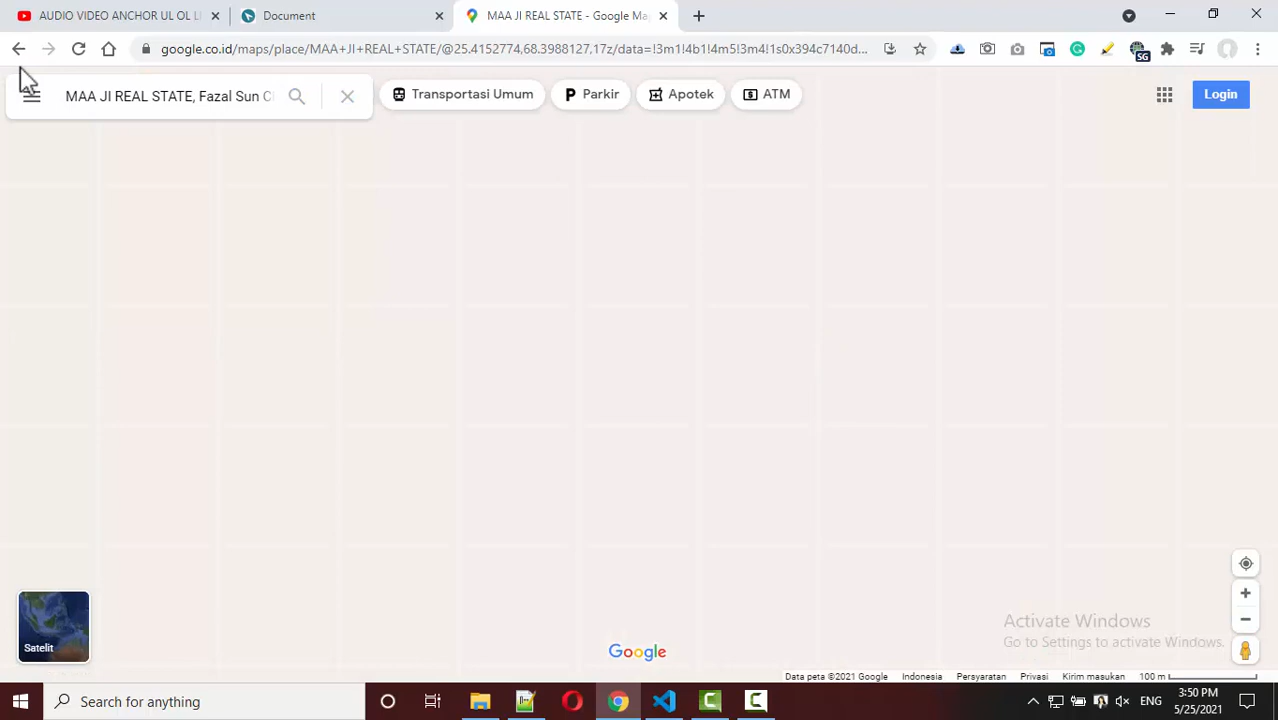 AUDIO VIDEO ANCHOR UL OL L
Document
MAA JI REAL STATE - Google Ma
google.co.id/maps/place/MAA+JI+REAL+STATE/@25.4152774,68.3988127,17z/data=!3m1!4b1!4m5!3m4!1s0x394c7140d...
SG
MAA JI REAL STATE, Fazal Sun C
Transportasi Umum
Parkir
Apotek
ATM
Login
Satelit
Google
Activate Windows
Go to Settings to activate Windows.
Data peta ©2021 Google Indonesia Persyaratan Privasi Kirim masukan 100 m
Search for anything
ENG
3:50 PM
5/25/2021